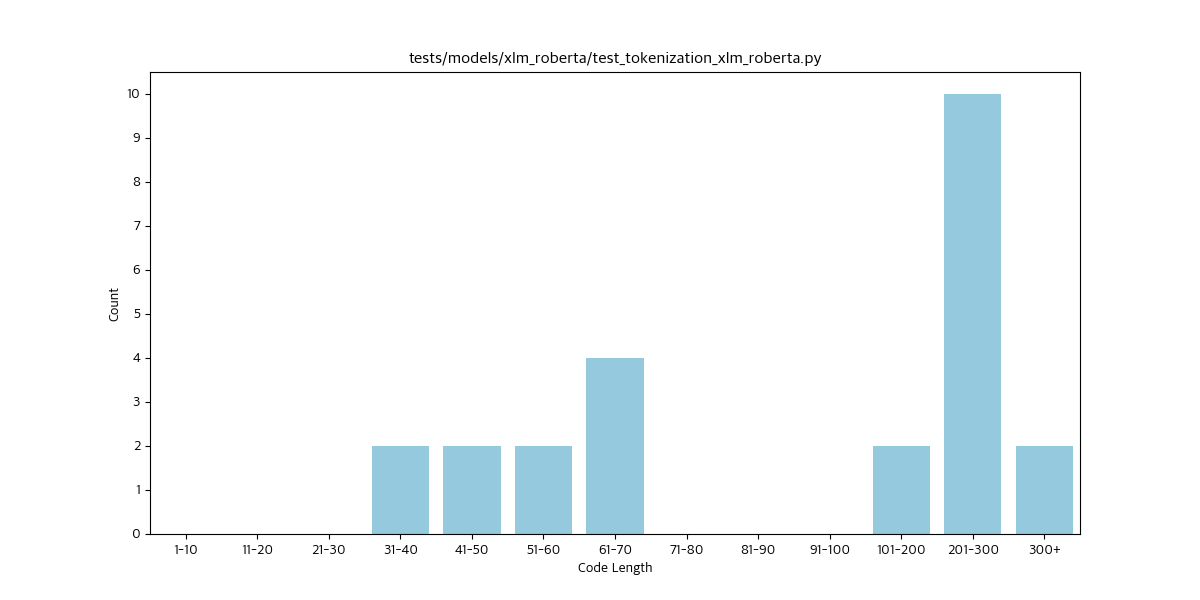 tests/models/xlm_roberta/test_tokenization_xlm_roberta.py
10
9
8
7
6
5
4
3
2
1
0
Count
1-10 11-20 21-30 31-40 41-50 51-60 61-70 71-80 81-90 91-100 101-200 201-300 300+
Code Length